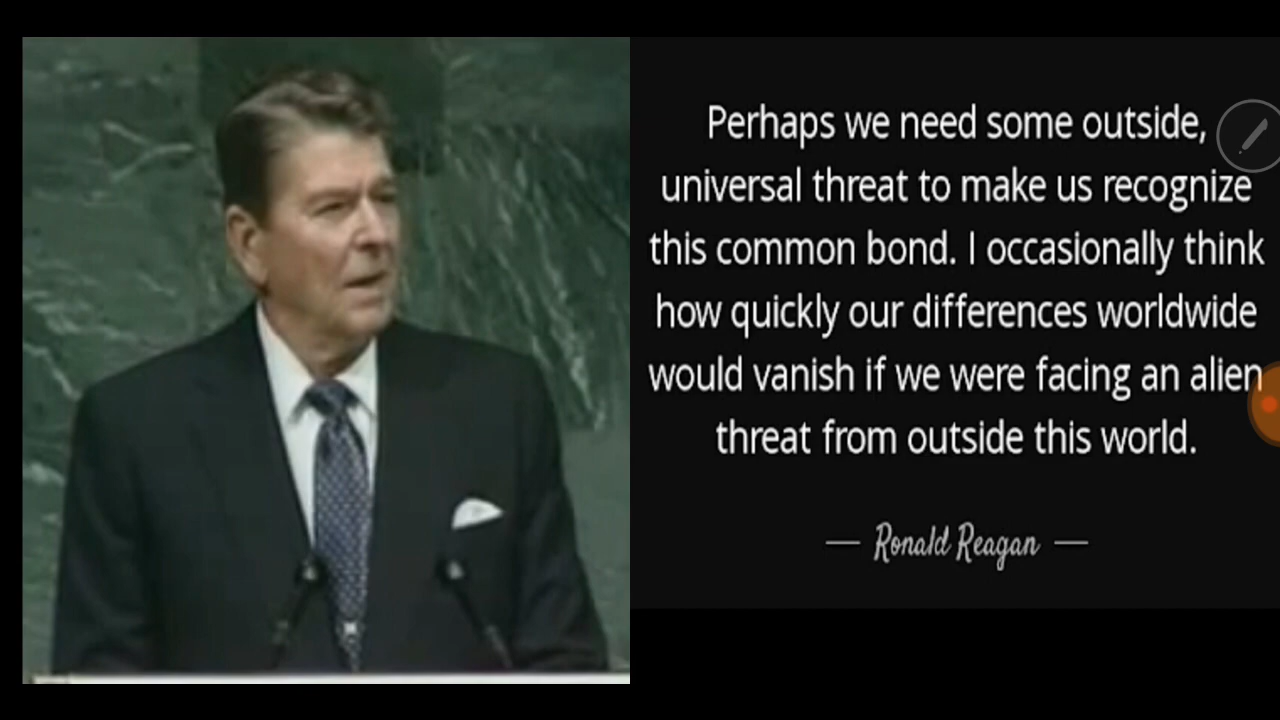 Perhaps we need some outside,
universal threat to make us recognize
this common bond. I occasionally think
how quickly our differences worldwide
would vanish if we were facing an alien
threat from outside this world.
— Ronald Reagan —